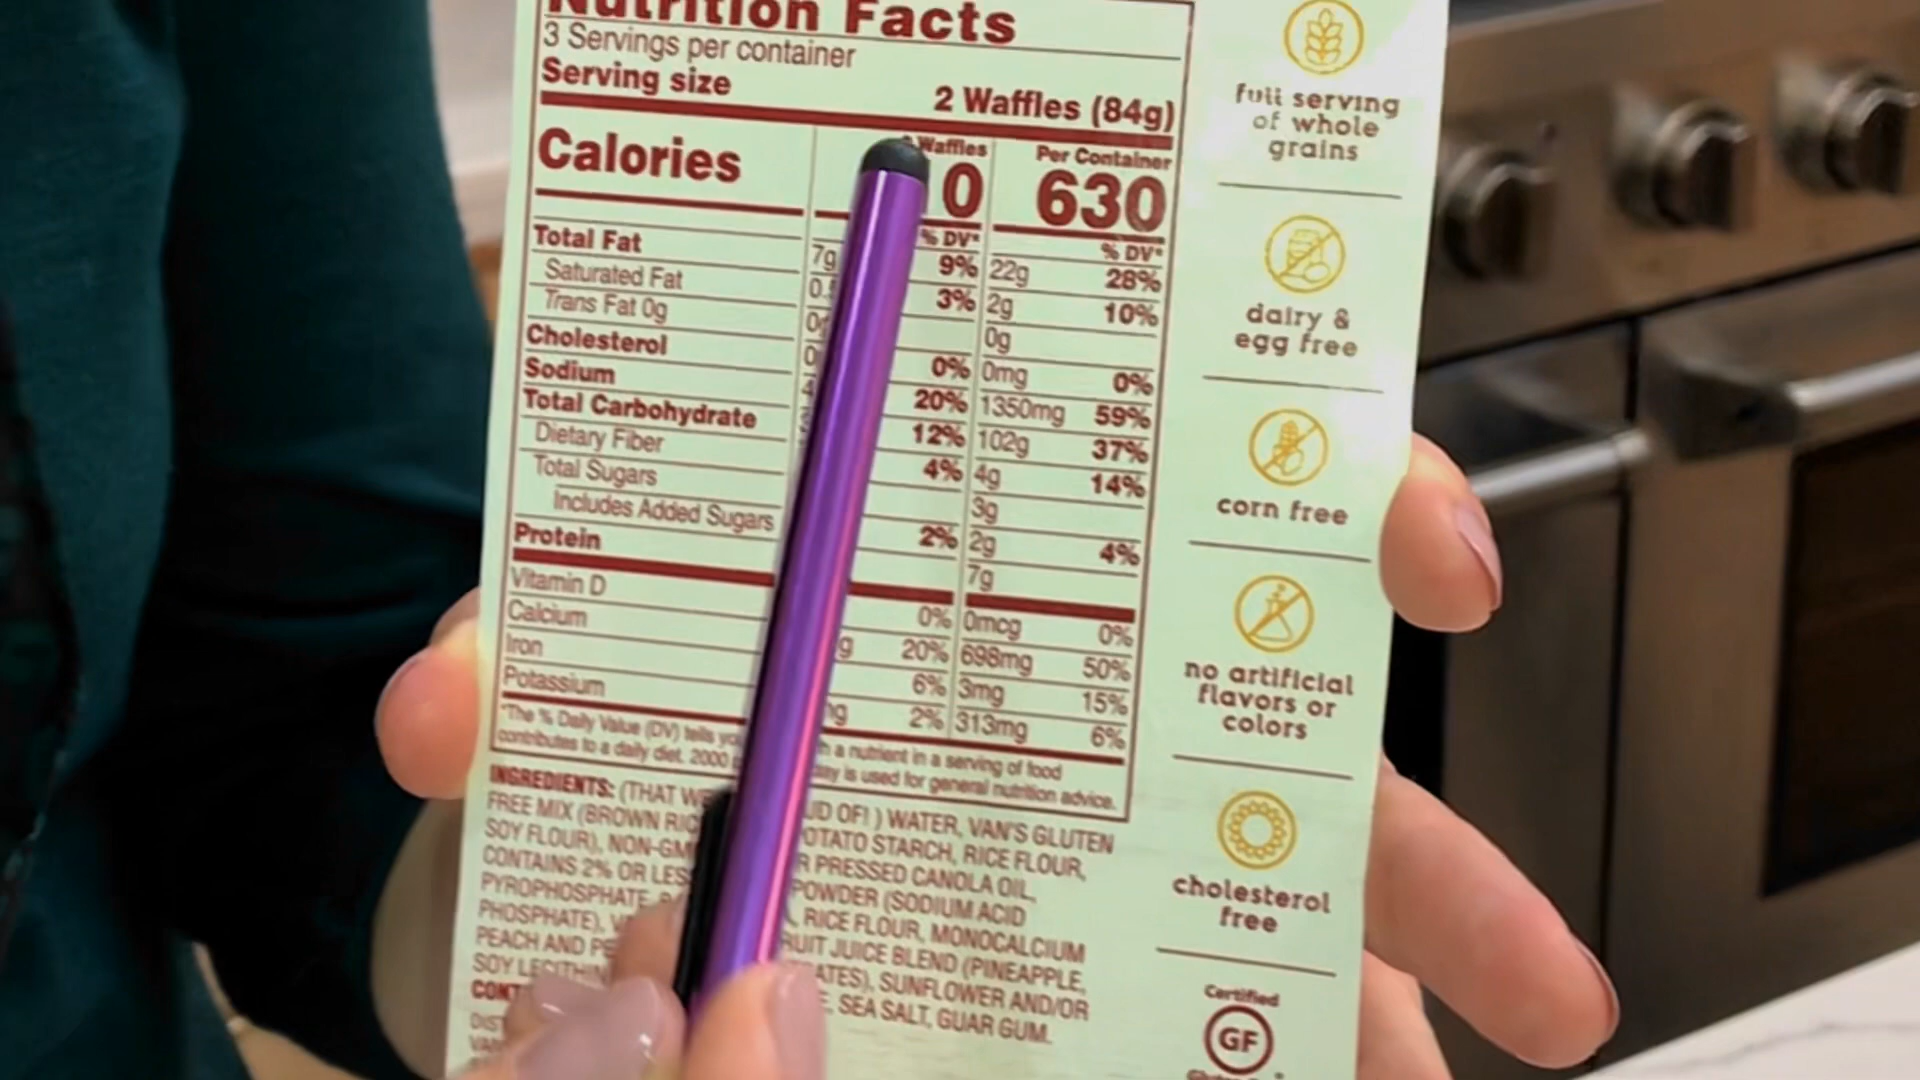 Nutrition Facts
3 Servings per container
Serving size 2 Waffles (84g)
Calories
Waffles
0
Per Container
630
% DV* % DV*
Total Fat 7g 9% 22g 28%
Saturated Fat 3% 2g 10%
Trans Fat 0g 0g
Cholesterol 0% 0mg 0%
Sodium 20% 1350mg 59%
Total Carbohydrate 12% 102g 37%
Dietary Fiber 4% 4g 14%
Total Sugars 3g
Includes Added Sugars 2% 2g 4%
Protein 7g
Vitamin D 0% 0mcg 0%
Calcium 20% 698mg 50%
Iron 6% 3mg 15%
Potassium 2% 313mg 6%
*The % Daily Value (DV) tells a nutrient in a serving of food
contributes to a daily diet. 2000 is used for general nutrition advice.
INGREDIENTS: (THAT OF! ) WATER, VAN'S GLUTEN
FREE MIX (BROWN STARCH, RICE FLOUR,
SOY FLOUR), PRESSED CANOLA OIL,
CONTAINS 2% OR POWDER (SODIUM ACID
PYROPHOSPHATE, RICE FLOUR, MONOCALCIUM
PHOSPHATE), JUICE BLEND (PINEAPPLE,
PEACH AND SUNFLOWER AND/OR
SOY SEA SALT, GUAR GUM.
full serving
of whole
grains
dairy &
egg free
corn free
no artificial
flavors or
colors
cholesterol
free
Certified
GF